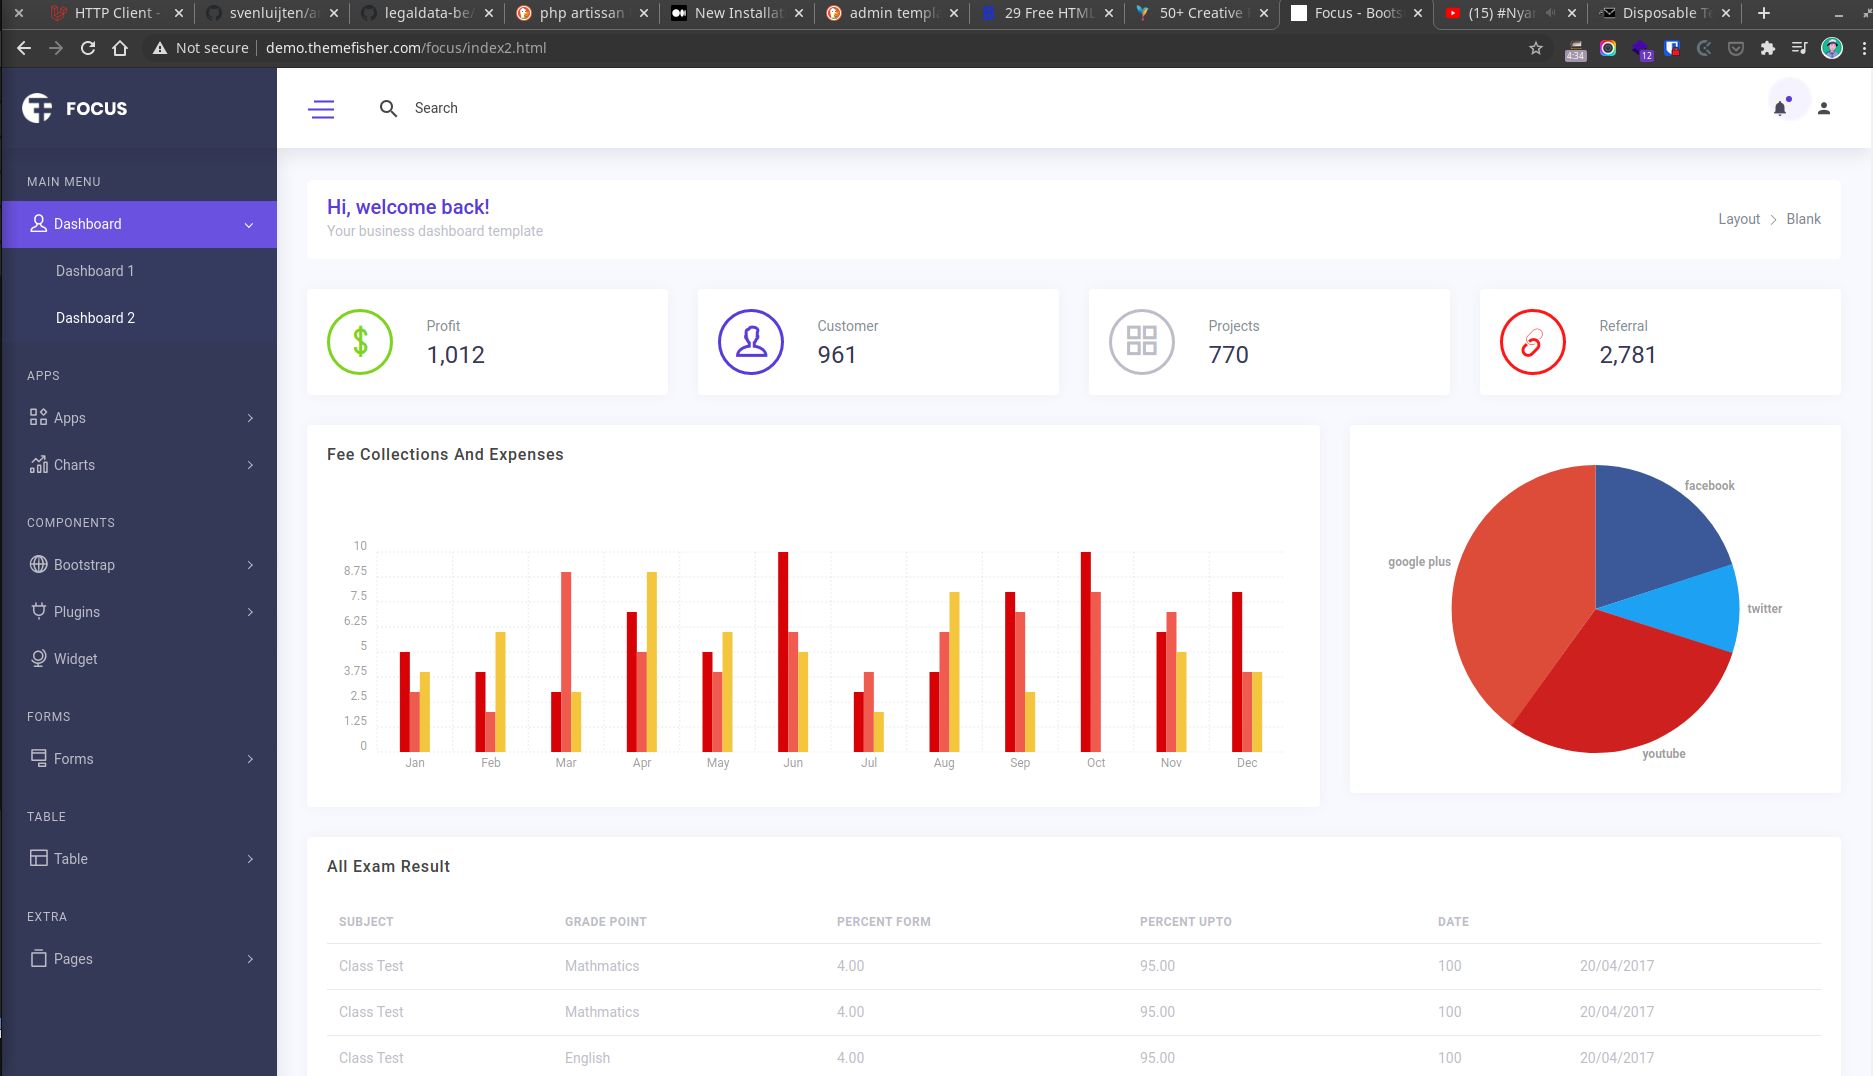 HTTP Client -
svenluijten/a
legaldata-be/
php artissan
New Installat
admin templ
29 Free HTML
50+ Creative
Focus - Boots
(15) #Nya
Disposable Te
Not secure
demo.themefisher.com/focus/index2.html
4:34
12
FOCUS
Search
MAIN MENU
Dashboard
Dashboard 1
Dashboard 2
APPS
Apps
Charts
COMPONENTS
Bootstrap
Plugins
Widget
FORMS
Forms
TABLE
Table
EXTRA
Pages
Hi, welcome back!
Your business dashboard template
Layout > Blank
Profit
1,012
Customer
961
Projects
770
Referral
2,781
Fee Collections And Expenses
10
8.75
7.5
6.25
5
3.75
2.5
1.25
0
Jan Feb Mar Apr May Jun Jul Aug Sep Oct Nov Dec
facebook
google plus
twitter
youtube
All Exam Result
SUBJECT GRADE POINT PERCENT FORM PERCENT UPTO DATE
Class Test Mathmatics 4.00 95.00 100 20/04/2017
Class Test Mathmatics 4.00 95.00 100 20/04/2017
Class Test English 4.00 95.00 100 20/04/2017